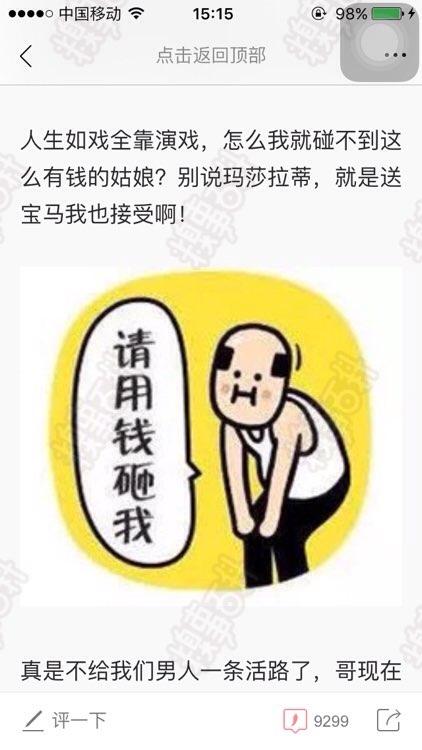 中国移动
15:15
98%
点击返回顶部
人生如戏全靠演戏，怎么我就碰不到这
么有钱的姑娘？别说玛莎拉蒂，就是送
宝马我也接受啊！
请
用
钱
砸
我
真是不给我们男人一条活路了，哥现在
评一下
9299